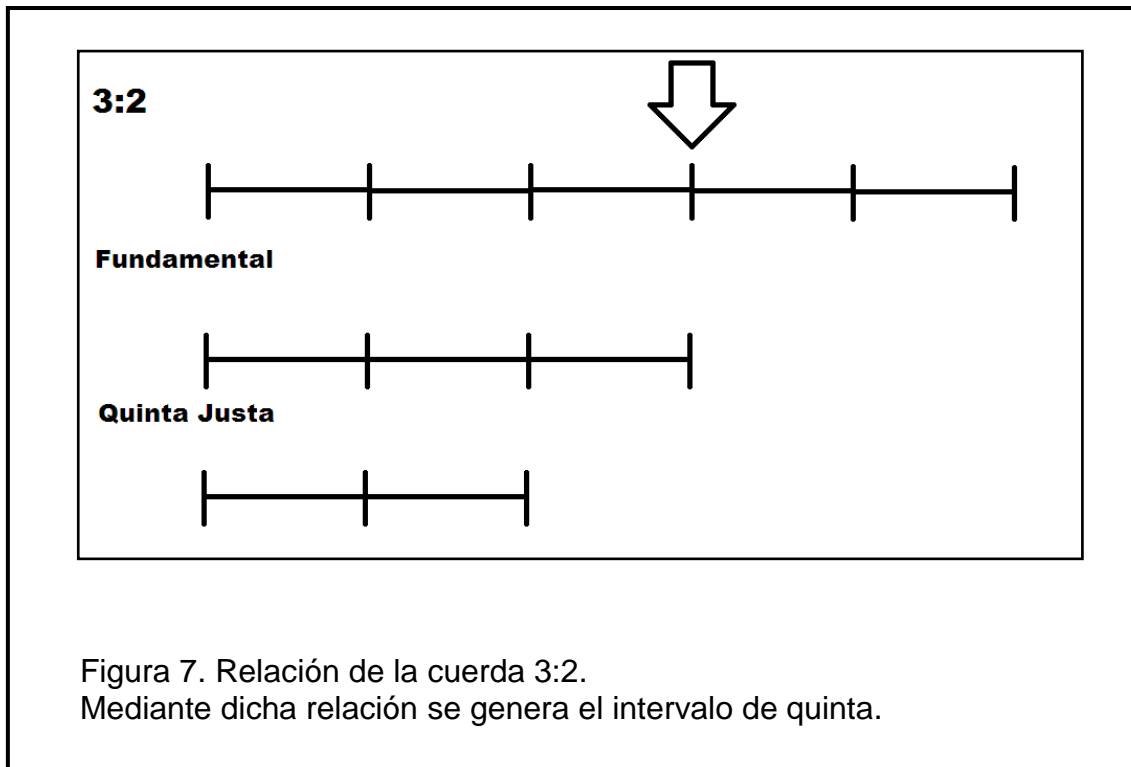 3:2
Fundamental
Quinta Justa
Figura 7. Relación de la cuerda 3:2.
Mediante dicha relación se genera el intervalo de quinta.